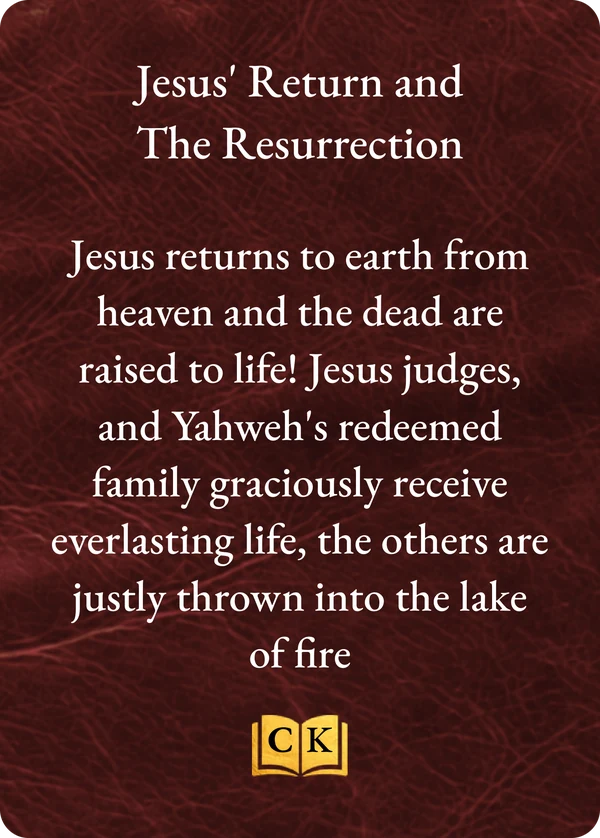 Jesus' Return and
The Resurrection
Jesus returns to earth from
heaven and the dead are
raised to life! Jesus judges,
and Yahweh's redeemed
family graciously receive
everlasting life, the others are
justly thrown into the lake
of fire
C K